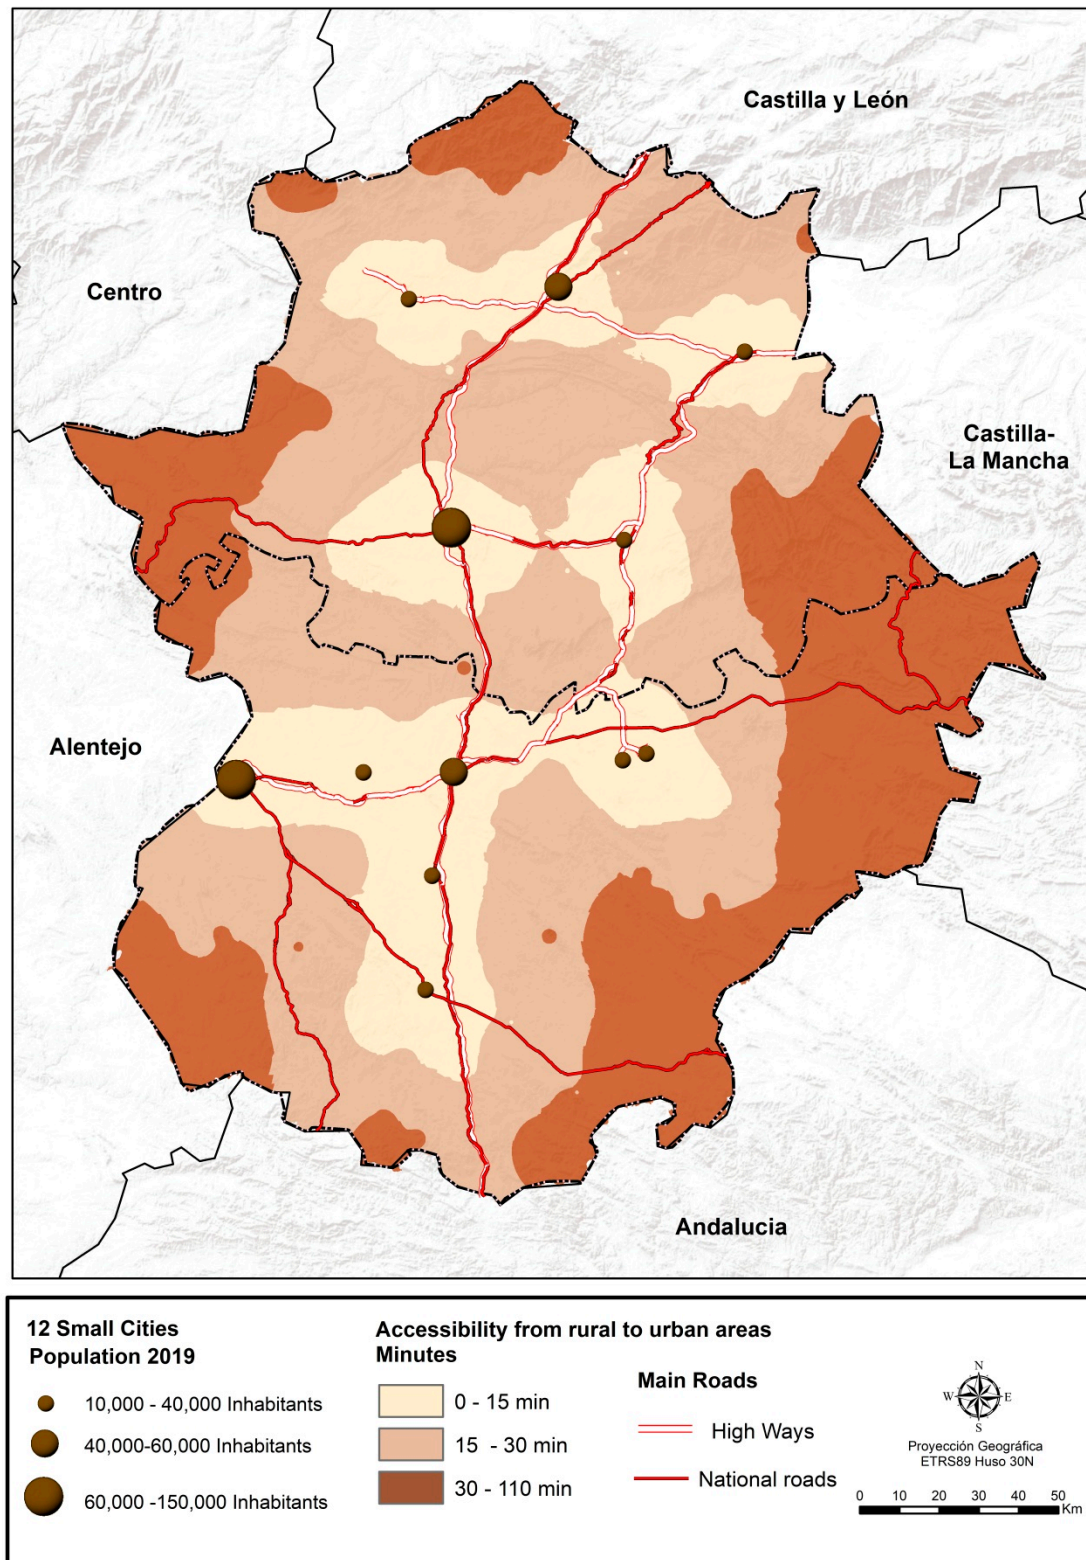 Castilla y León
Centro
Castilla-
La Mancha
Alentejo
Andalucia
12 Small Cities
Population 2019
10,000 - 40,000 Inhabitants
40,000-60,000 Inhabitants
60,000 -150,000 Inhabitants
Accessibility from rural to urban areas
Minutes
0 - 15 min
15 - 30 min
30 - 110 min
Main Roads
High Ways
National roads
N
W E
S
Proyección Geográfica
ETRS89 Huso 30N
0 10 20 30 40 50
Km